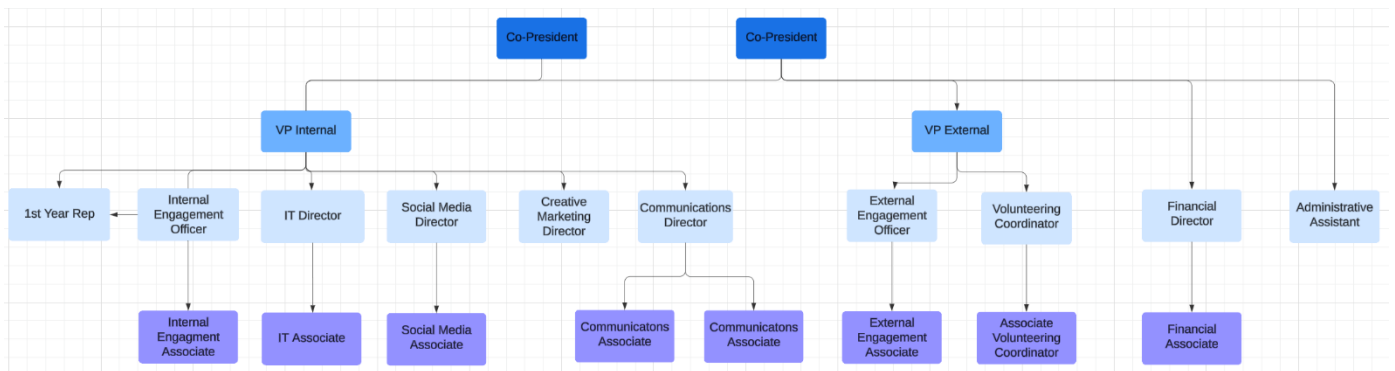 Co-President
Co-President
VP Internal
VP External
1st Year Rep
Internal
Engagement
Officer
IT Director
Social Media
Director
Creative
Marketing
Director
Communications
Director
External
Engagement
Officer
Volunteering
Coordinator
Financial
Director
Administrative
Assistant
Internal
Engagment
Associate
IT Associate
Social Media
Associate
Communicatons
Associate
Communicatons
Associate
External
Engagement
Associate
Associate
Volunteering
Coordinator
Financial
Associate